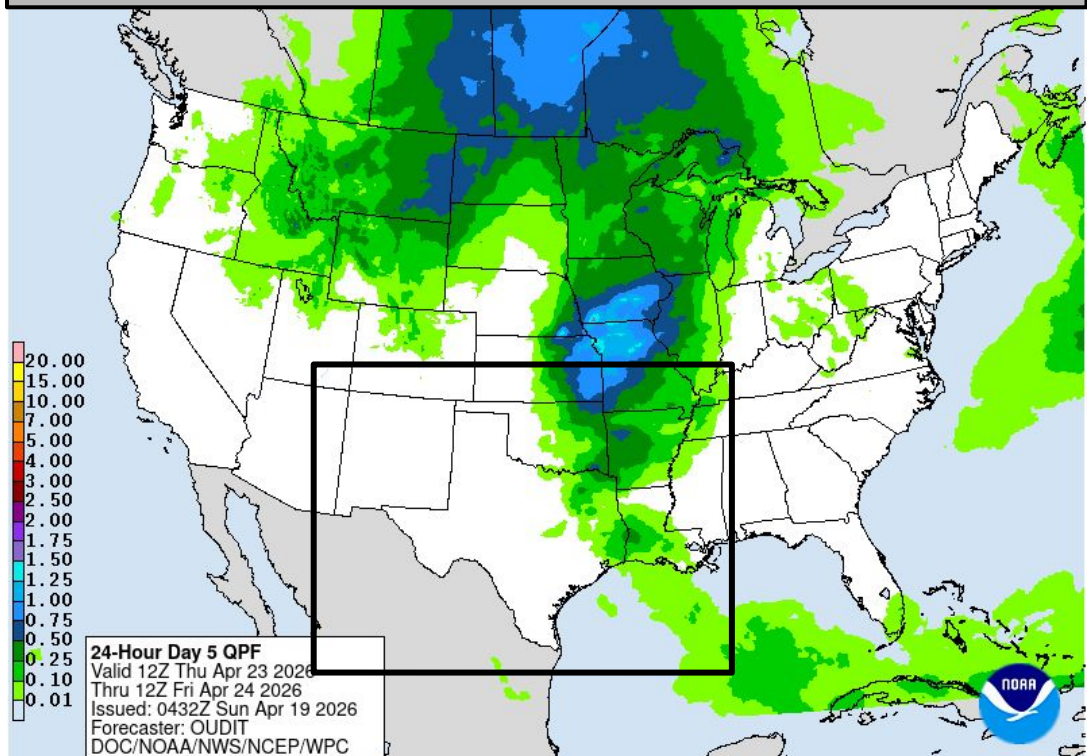 20.00
15.00
10.00
7.00
5.00
4.00
3.00
2.50
2.00
1.75
1.50
1.25
1.00
0.75
0.50
0.25
0.10
0.01
24-Hour Day 5 QPF
Valid 12Z Thu Apr 23 2026
Thru 12Z Fri Apr 24 2026
Issued: 0432Z Sun Apr 19 2026
Forecaster: OUDIT
DOC/NOAA/NWS/NCEP/WPC
NOAA